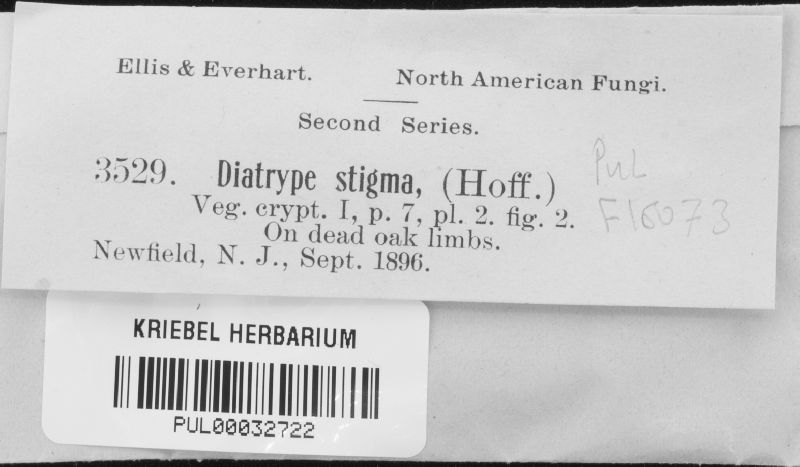 Ellis & Everhart. North American Fungi.
Second Series.
3529. Diatrype stigma, (Hoff.)
Veg. crypt. I, p. 7, pl. 2. fig. 2.
On dead oak limbs.
Newfield, N. J., Sept. 1896.
PUL
F16073
KRIEBEL HERBARIUM
PUL00032722